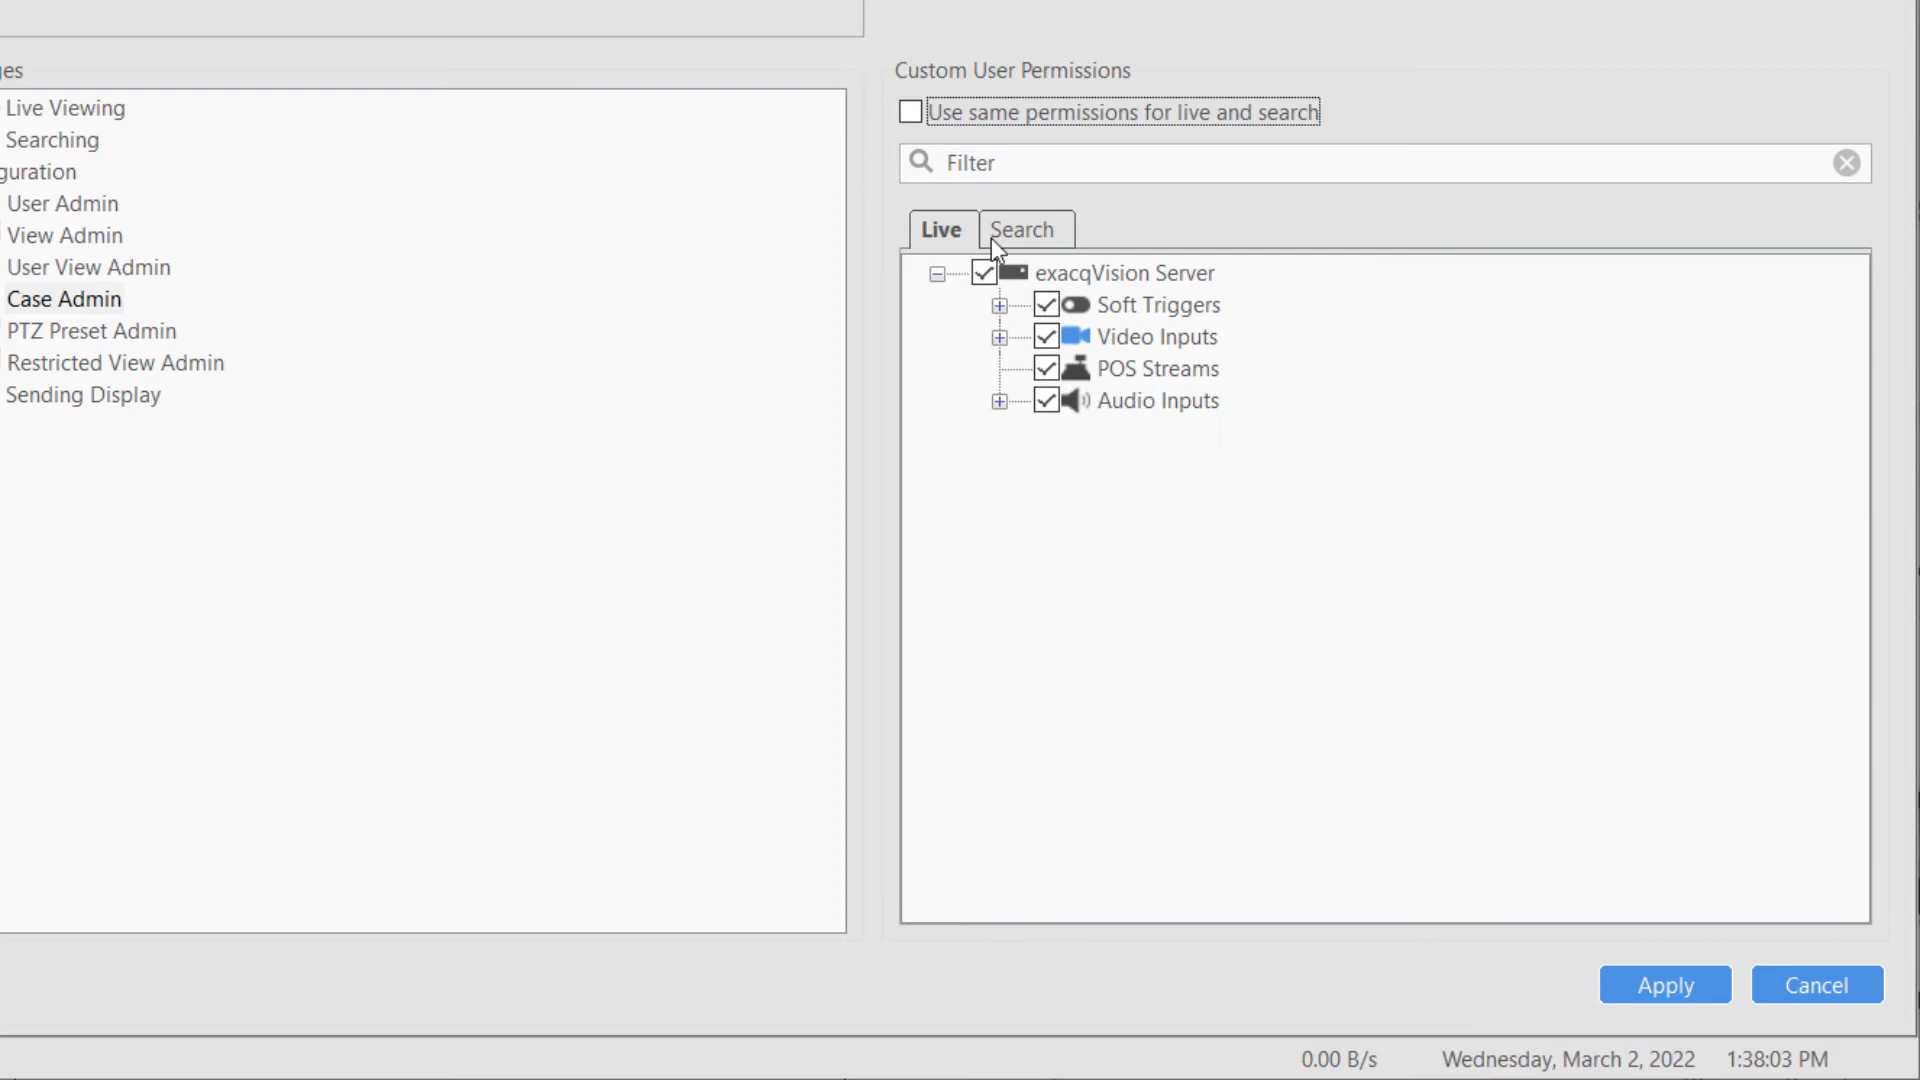 ges
Live Viewing
Searching
guration
User Admin
View Admin
User View Admin
Case Admin
PTZ Preset Admin
Restricted View Admin
Sending Display
Custom User Permissions
Use same permissions for live and search
Filter
Live
Search
exacqVision Server
Soft Triggers
Video Inputs
POS Streams
Audio Inputs
Apply
Cancel
0.00 B/s
Wednesday, March 2, 2022
1:38:03 PM